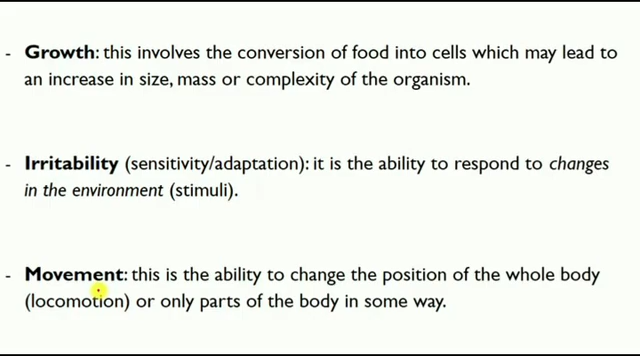 - Growth: this involves the conversion of food into cells which may lead to
an increase in size, mass or complexity of the organism.
- Irritability (sensitivity/adaptation): it is the ability to respond to changes
in the environment (stimuli).
- Movement: this is the ability to change the position of the whole body
(locomotion) or only parts of the body in some way.